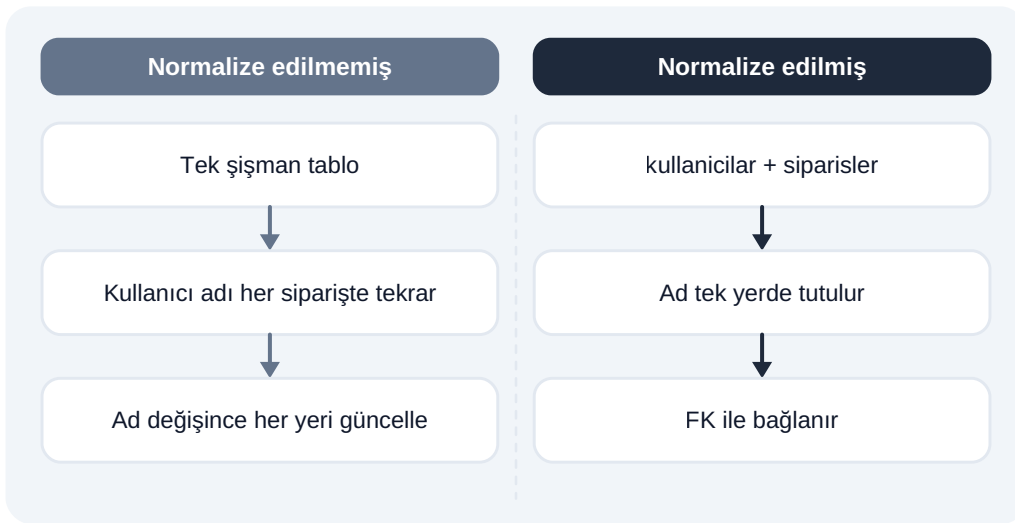 Normalize edilmemiş
Normalize edilmiş
Tek şişman tablo
kullanicilar + siparisler
Kullanıcı adı her siparişte tekrar
Ad tek yerde tutulur
Ad değişince her yeri güncelle
FK ile bağlanır